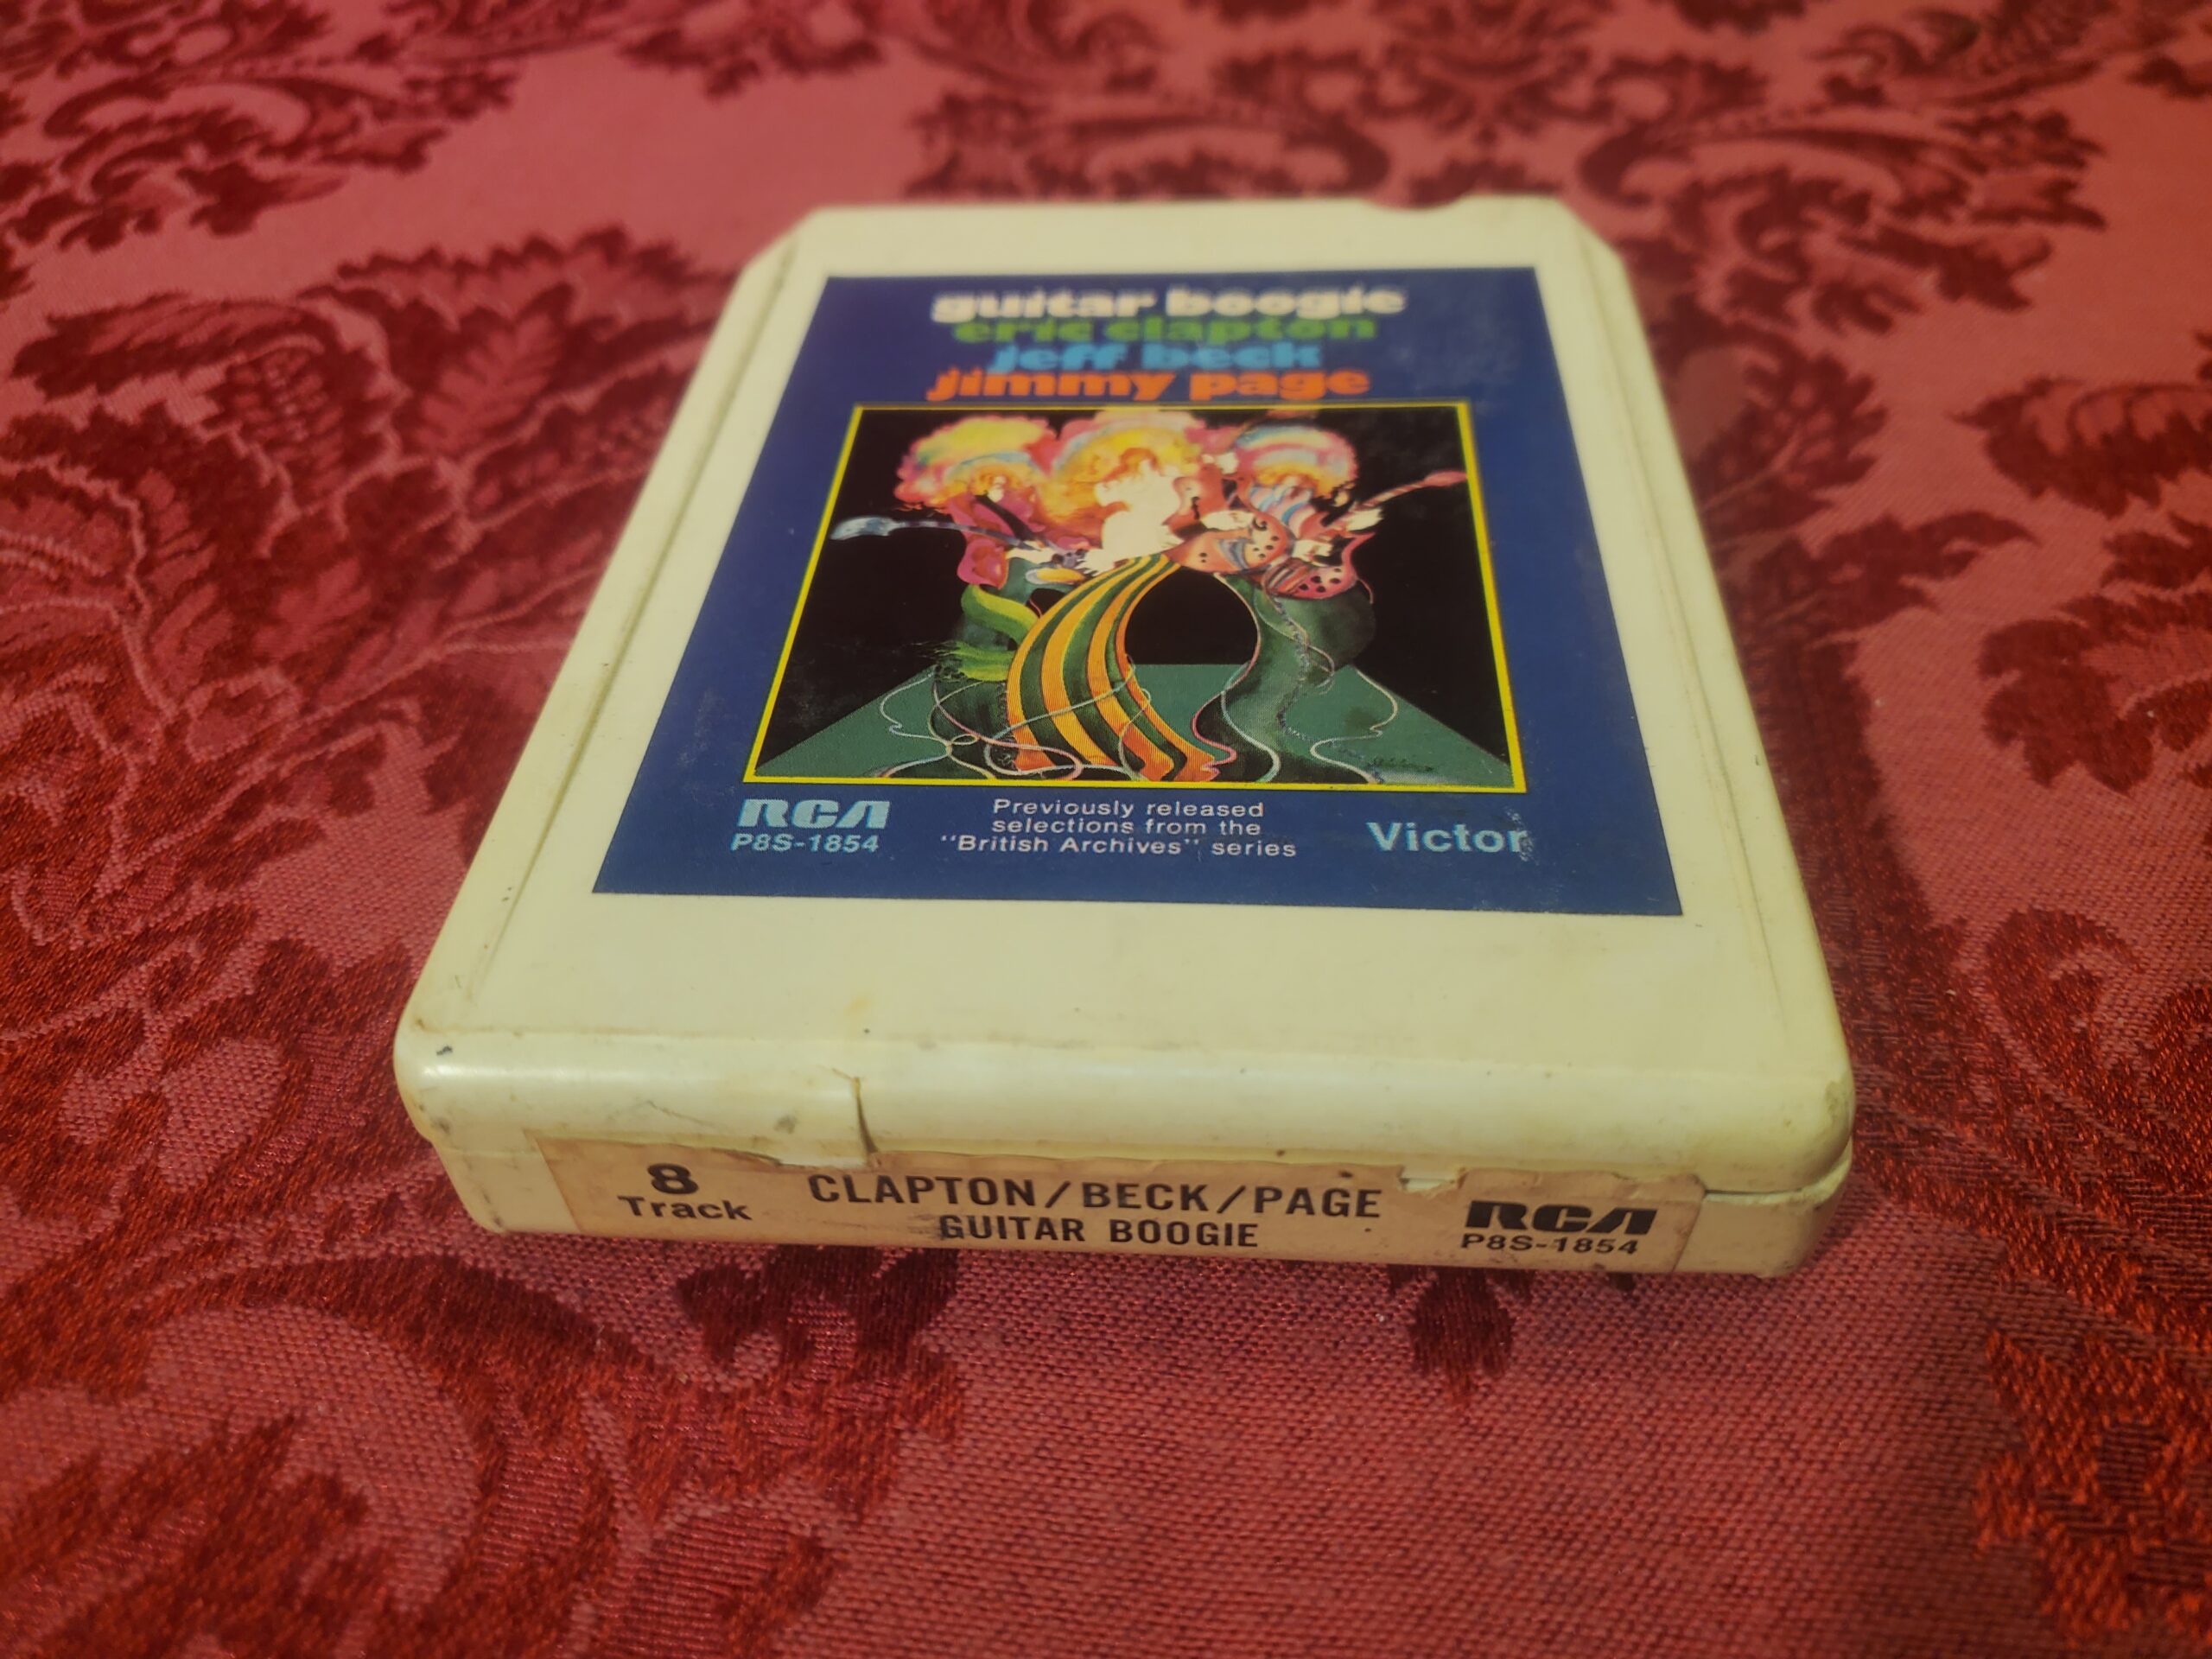 guitar boogie
eric clapton
jeff beck
jimmy page
RCA
P8S-1854
Previously released
selections from the
"British Archives" series
Victor
8
Track
CLAPTON/BECK/PAGE
GUITAR BOOGIE
RCA
P8S-1854